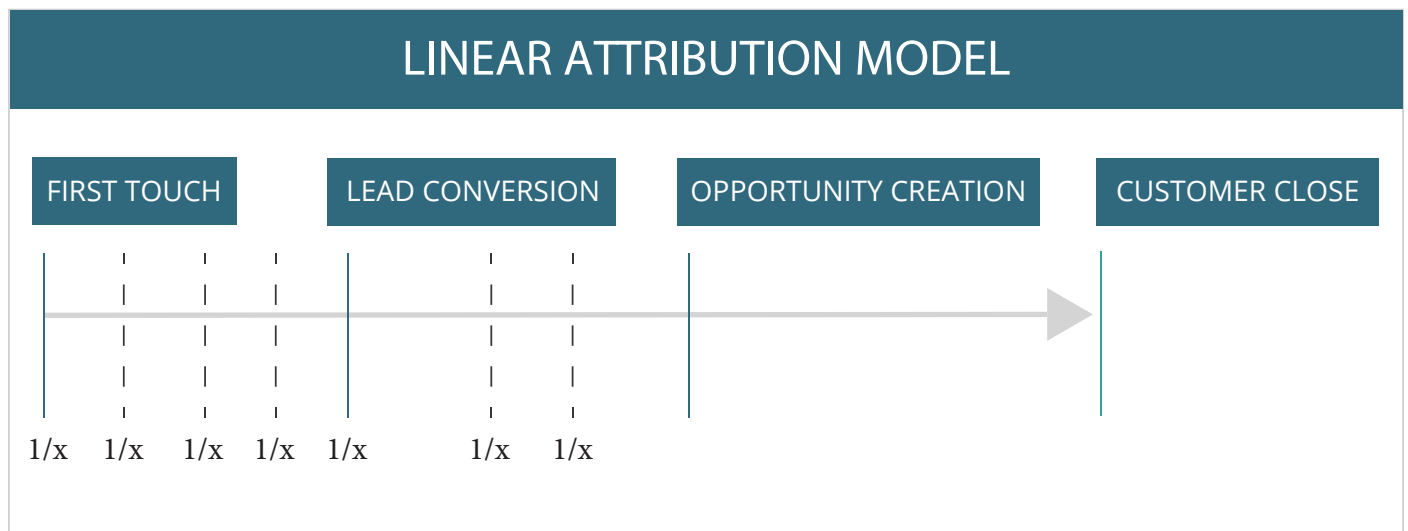 LINEAR ATTRIBUTION MODEL
FIRST TOUCH
LEAD CONVERSION
OPPORTUNITY CREATION
CUSTOMER CLOSE
1/x 1/x 1/x 1/x 1/x 1/x 1/x